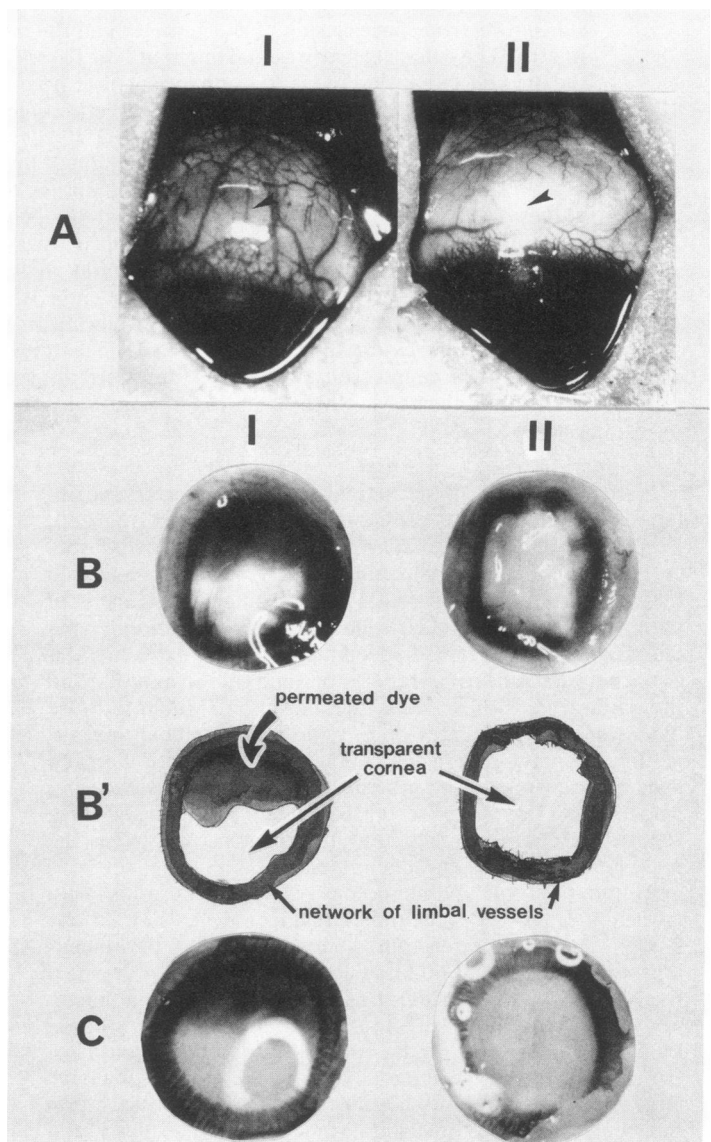 I II
A
I II
B
permeated dye
transparent
cornea
B'
network of limbal vessels
C